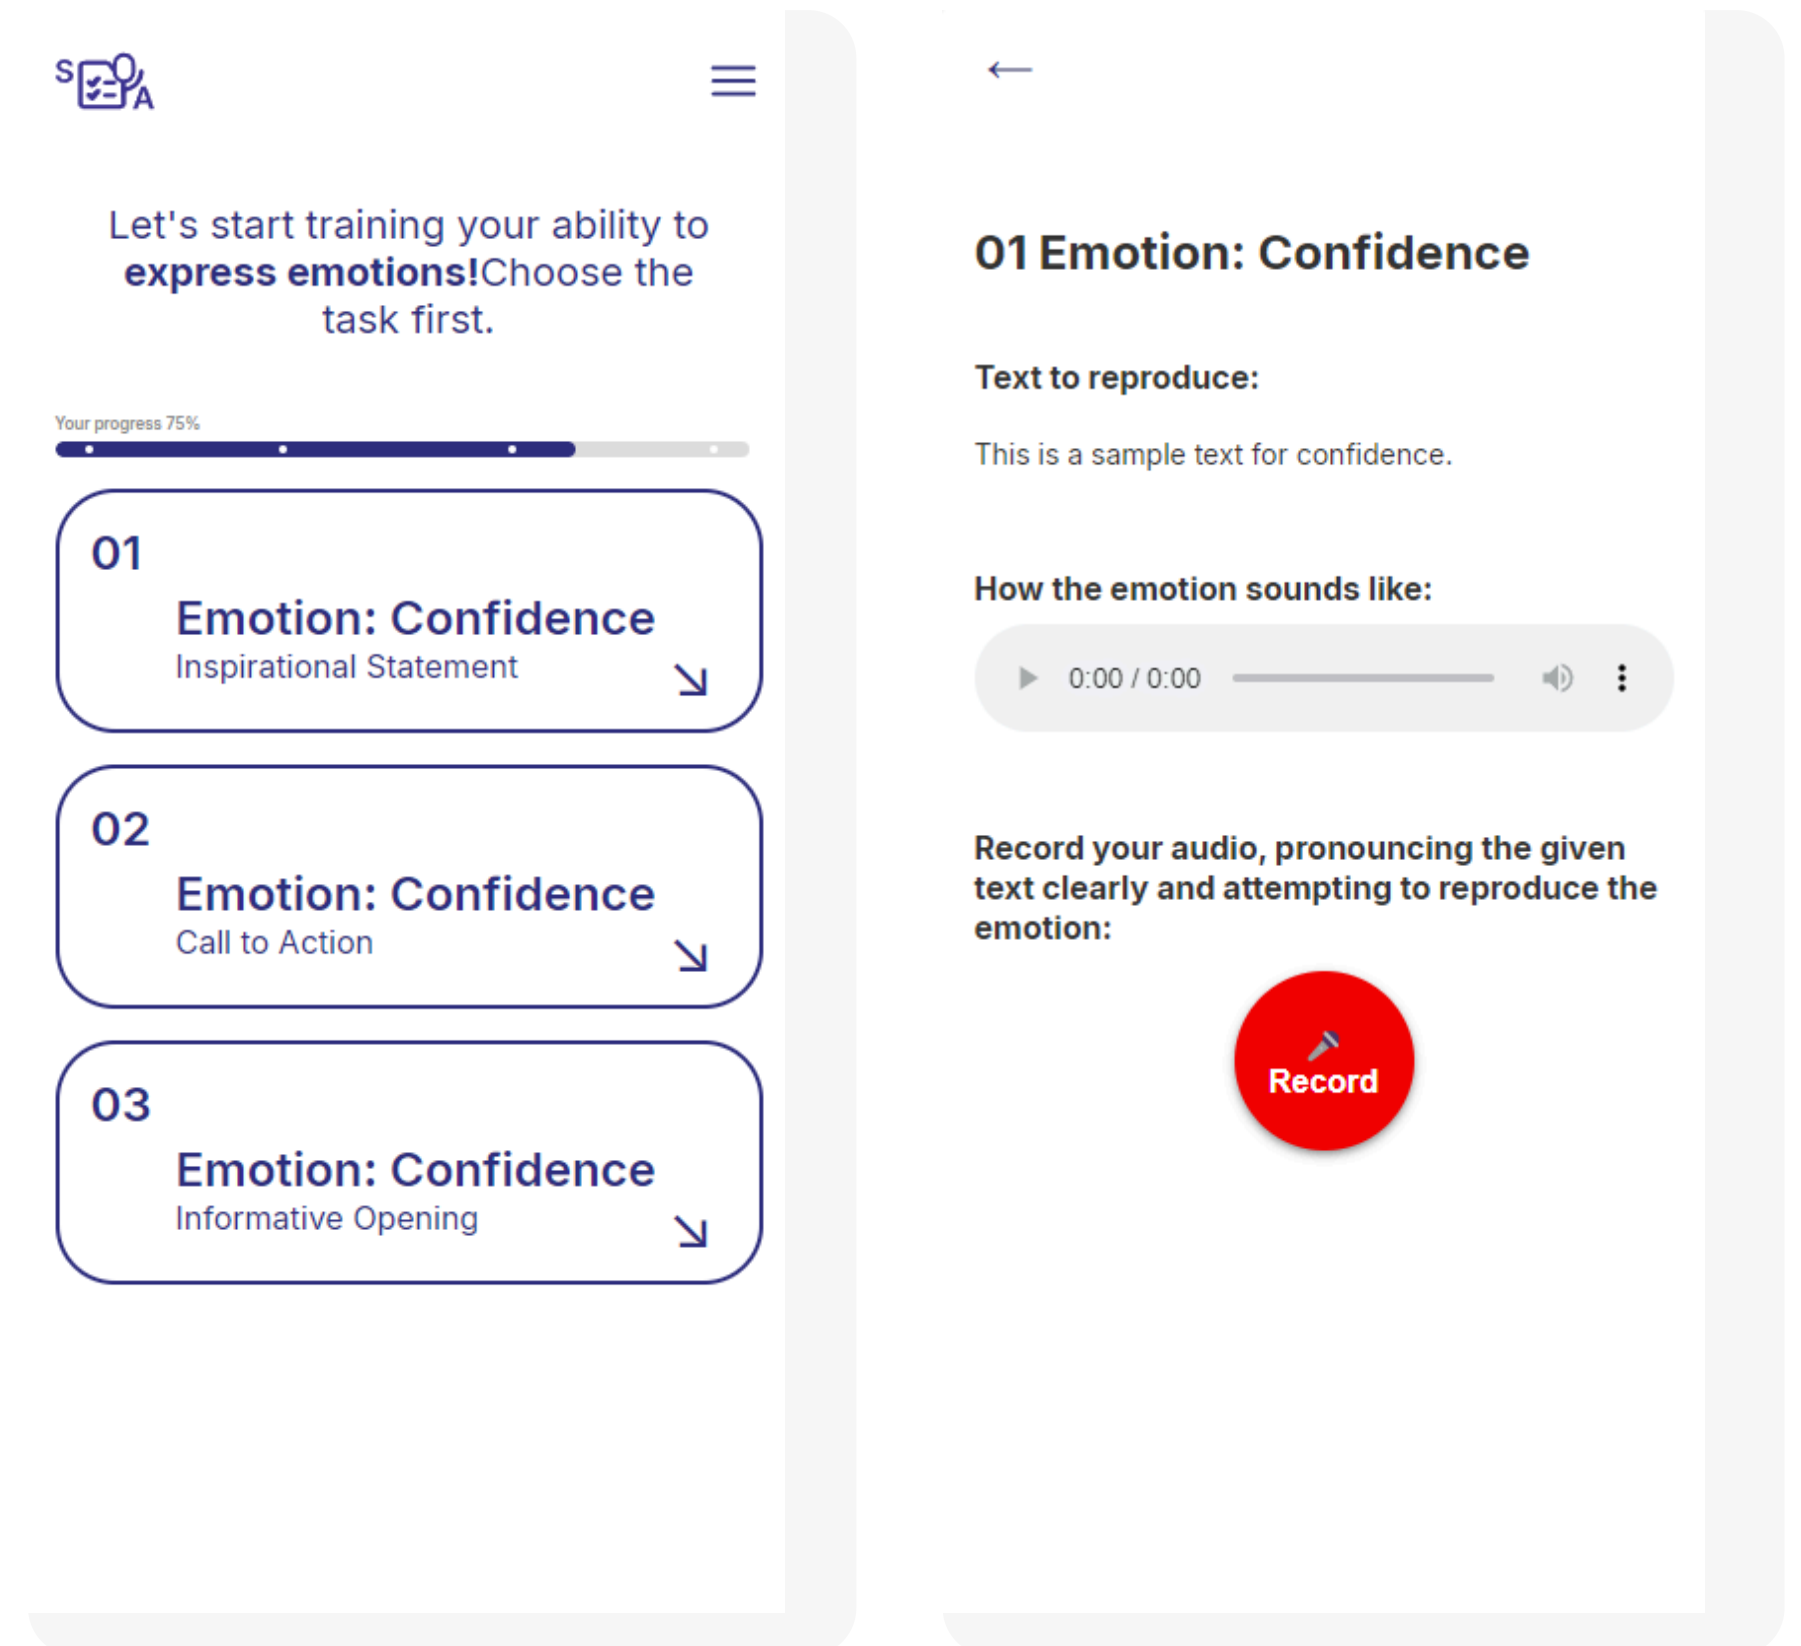 S
A
Let's start training your ability to
express emotions!Choose the
task first.
Your progress 75%
01
Emotion: Confidence
Inspirational Statement
02
Emotion: Confidence
Call to Action
03
Emotion: Confidence
Informative Opening
01 Emotion: Confidence
Text to reproduce:
This is a sample text for confidence.
How the emotion sounds like:
0:00 / 0:00
Record your audio, pronouncing the given
text clearly and attempting to reproduce the
emotion:
Record